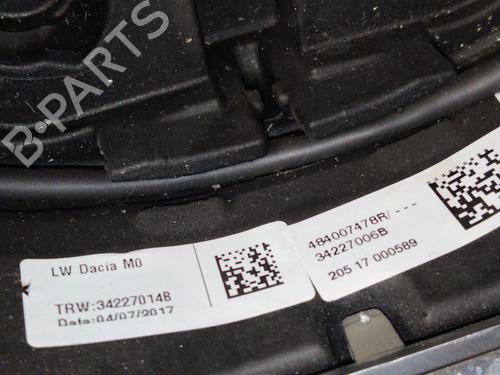 B-PARTS
LW Dacia M0
TRW:34227014B
Date:04/07/2017
484007478R/---
34227006B
205 17 000589